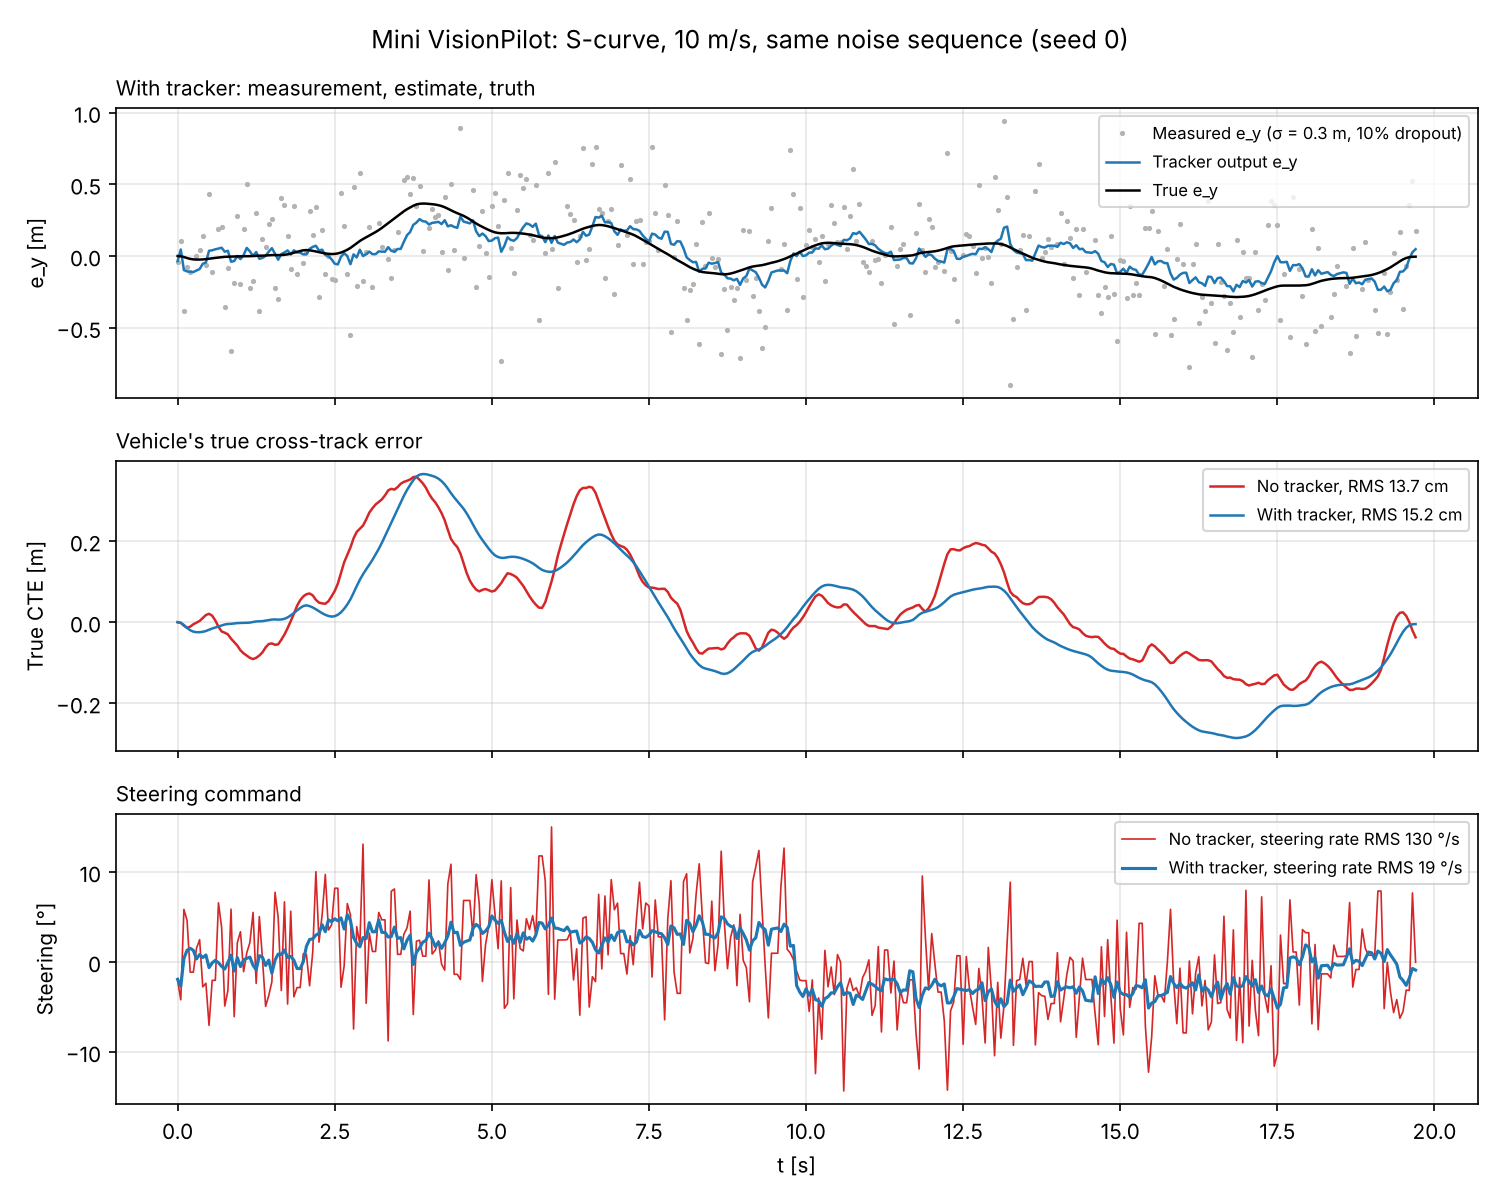 Mini VisionPilot: S-curve, 10 m/s, same noise sequence (seed 0)
With tracker: measurement, estimate, truth
1.0
0.5
0.0
−0.5
e_y [m]
Measured e_y (σ = 0.3 m, 10% dropout)
Tracker output e_y
True e_y
Vehicle's true cross-track error
0.2
0.0
−0.2
True CTE [m]
No tracker, RMS 13.7 cm
With tracker, RMS 15.2 cm
Steering command
10
0
−10
Steering [°]
No tracker, steering rate RMS 130 °/s
With tracker, steering rate RMS 19 °/s
0.0 2.5 5.0 7.5 10.0 12.5 15.0 17.5 20.0
t [s]